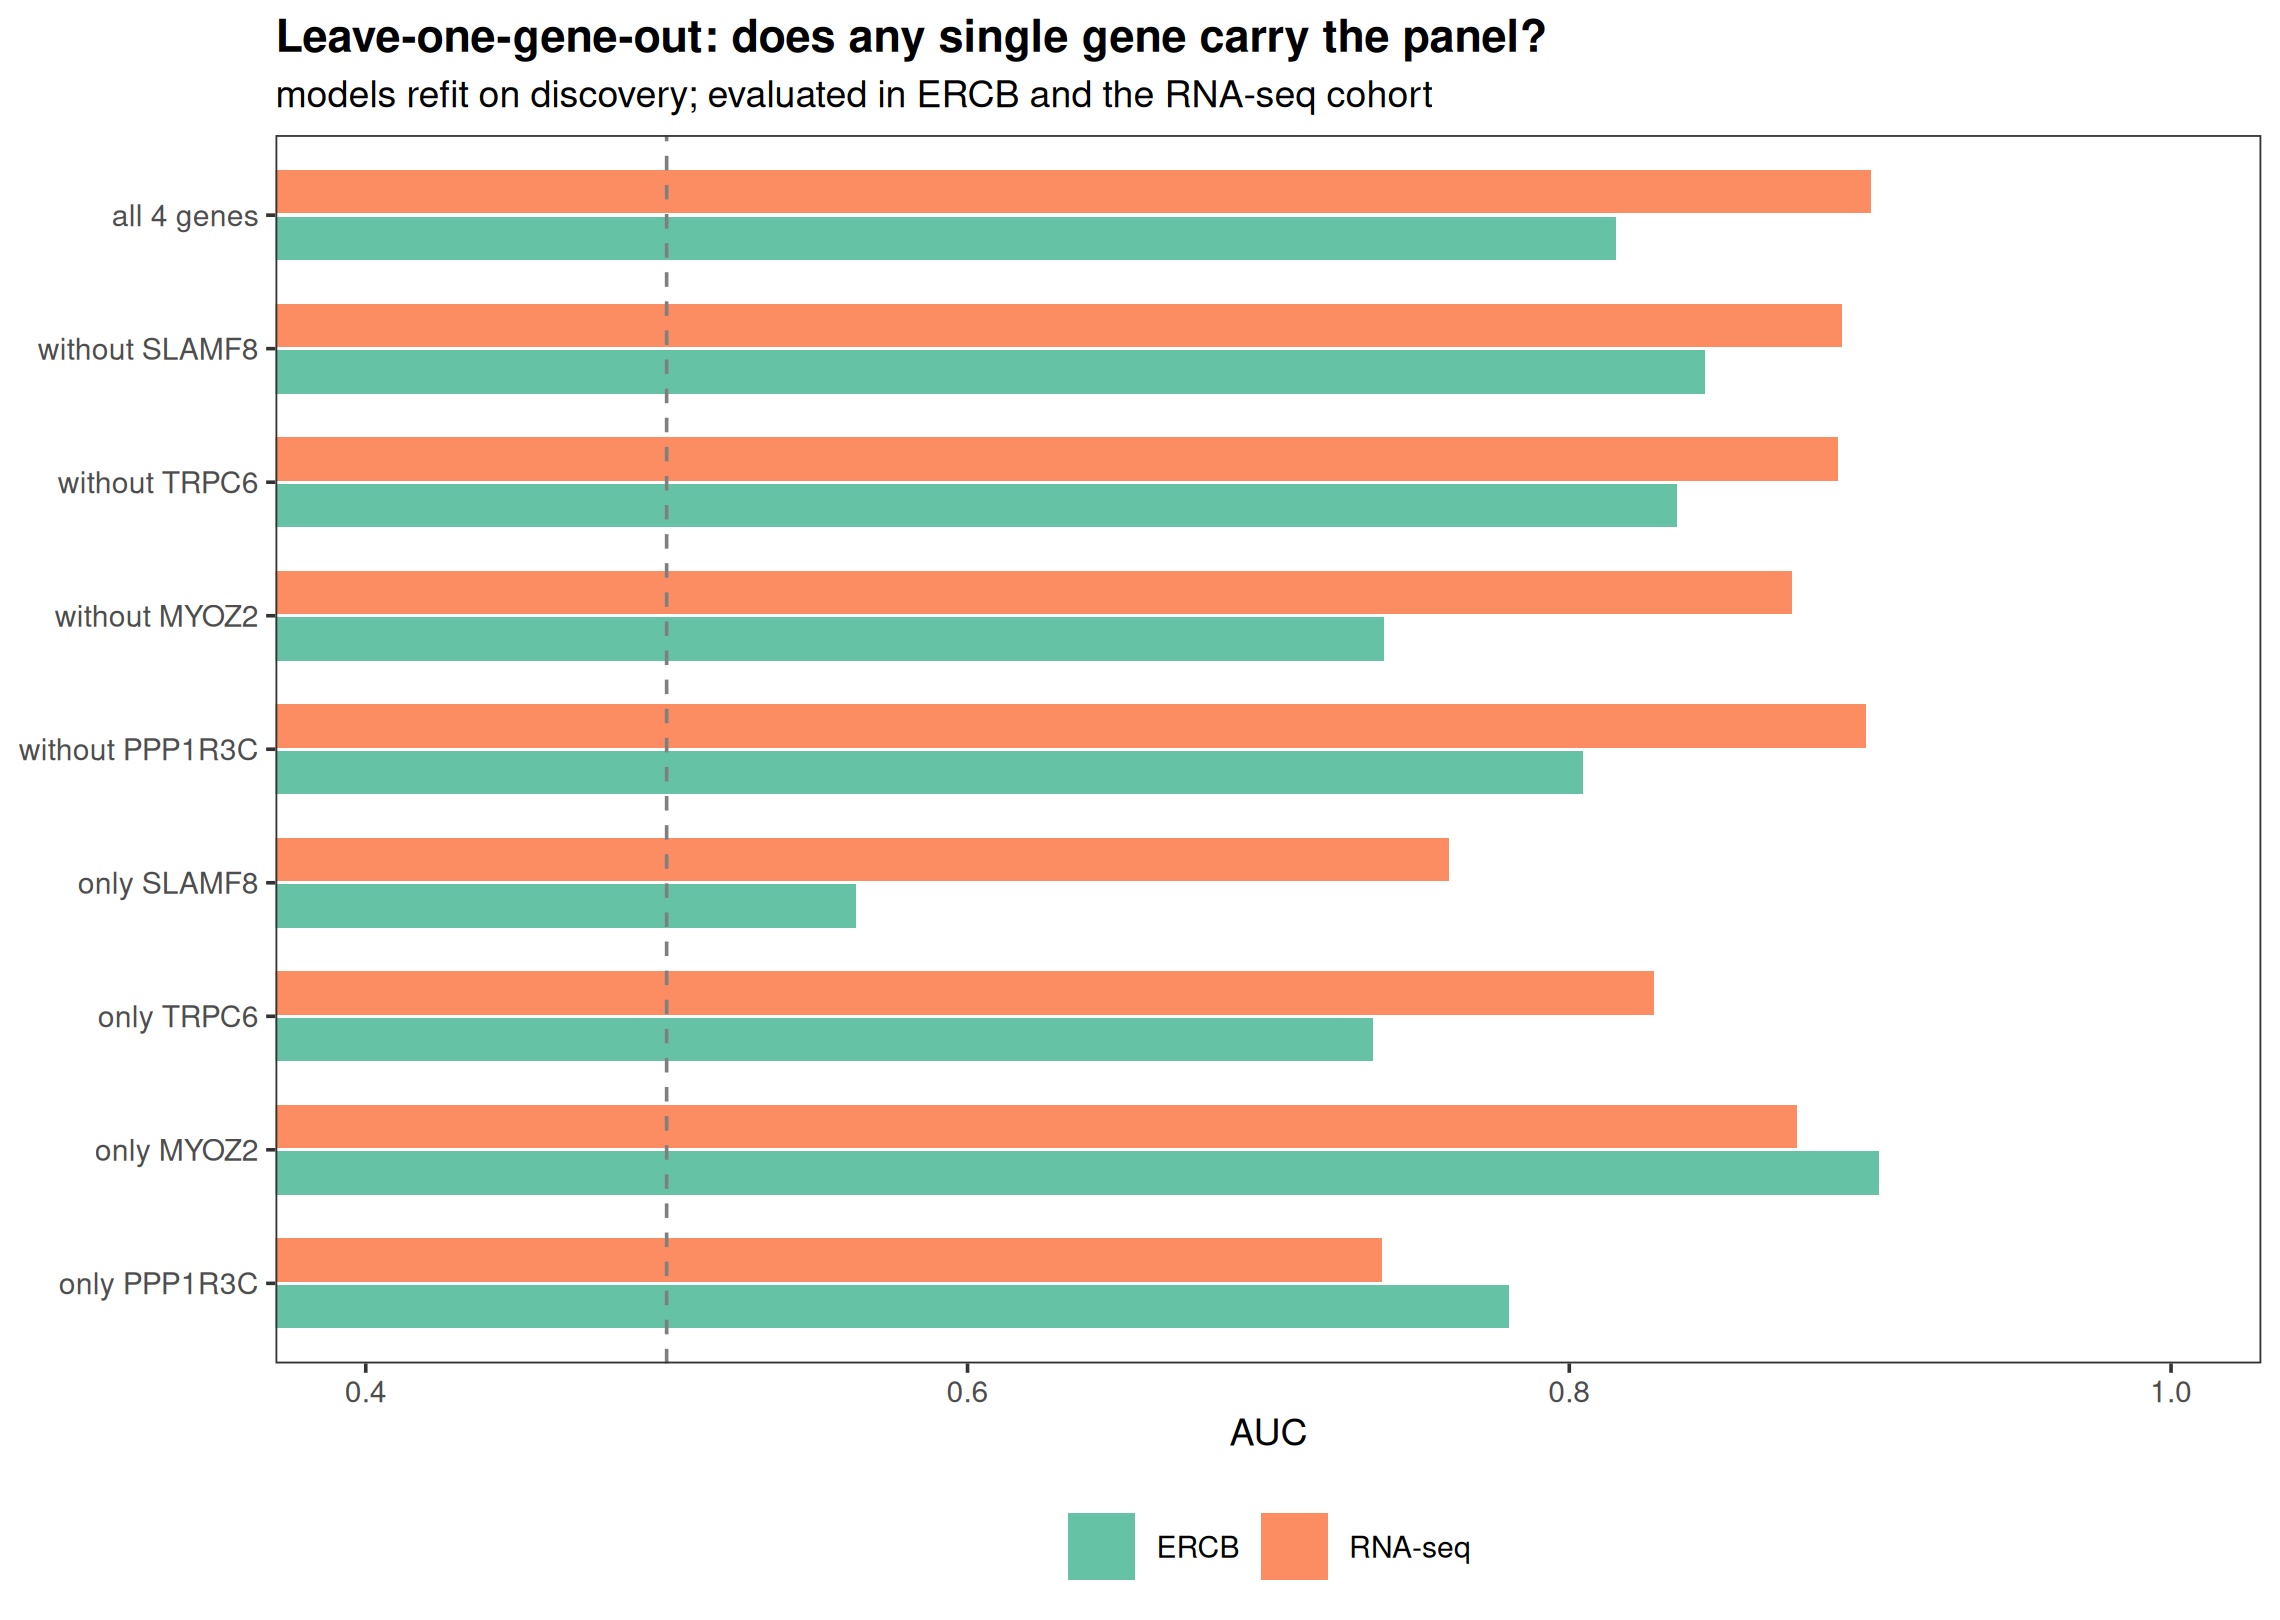 Leave-one-gene-out: does any single gene carry the panel?
models refit on discovery; evaluated in ERCB and the RNA-seq cohort
all 4 genes
without SLAMF8
without TRPC6
without MYOZ2
without PPP1R3C
only SLAMF8
only TRPC6
only MYOZ2
only PPP1R3C
0.4 0.6 0.8 1.0
AUC
ERCB RNA-seq